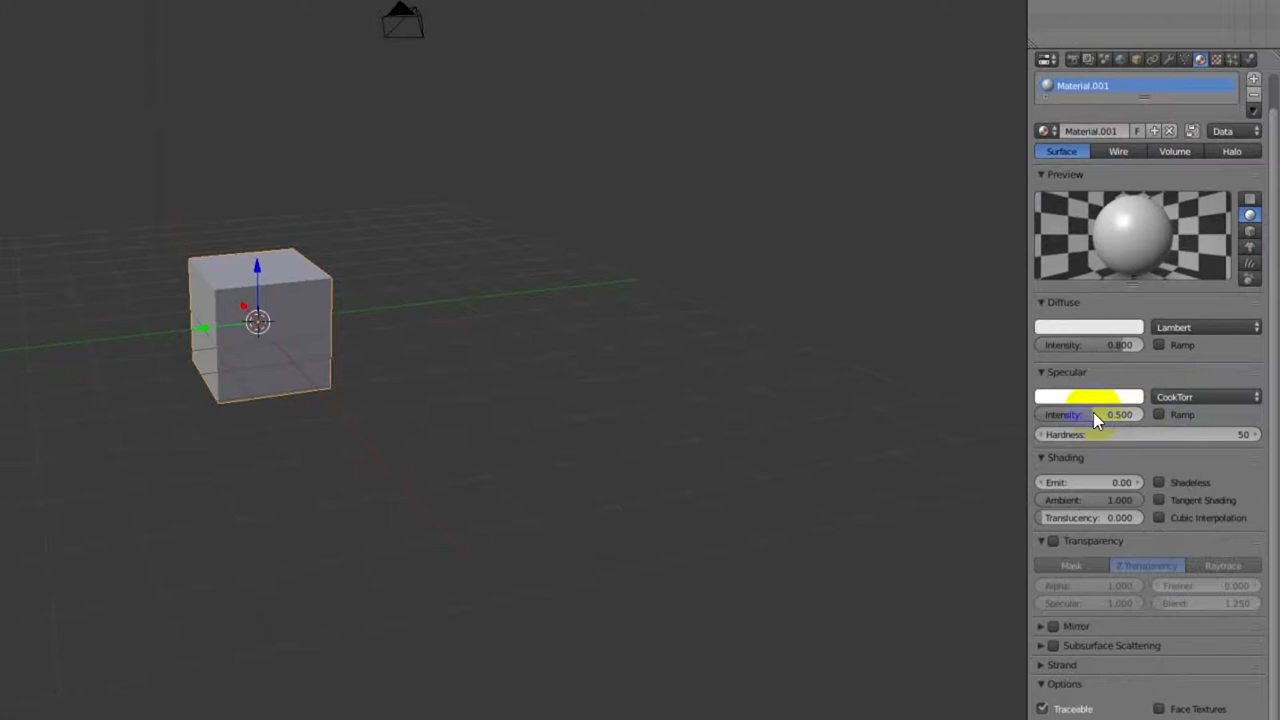 Material.001
Material.001 F Data
Surface Wire Volume Halo
Preview
Diffuse
Lambert
Intensity: 0.800 Ramp
Specular
CookTorr
Intensity: 0.500 Ramp
Hardness: 50
Shading
Emit: 0.00 Shadeless
Ambient: 1.000 Tangent Shading
Translucency: 0.000 Cubic Interpolation
Transparency
Mask Z Transparency Raytrace
Alpha: 1.000 Fresnel: 0.000
Specular: 1.000 Blend: 1.250
Mirror
Subsurface Scattering
Strand
Options
Traceable Face Textures